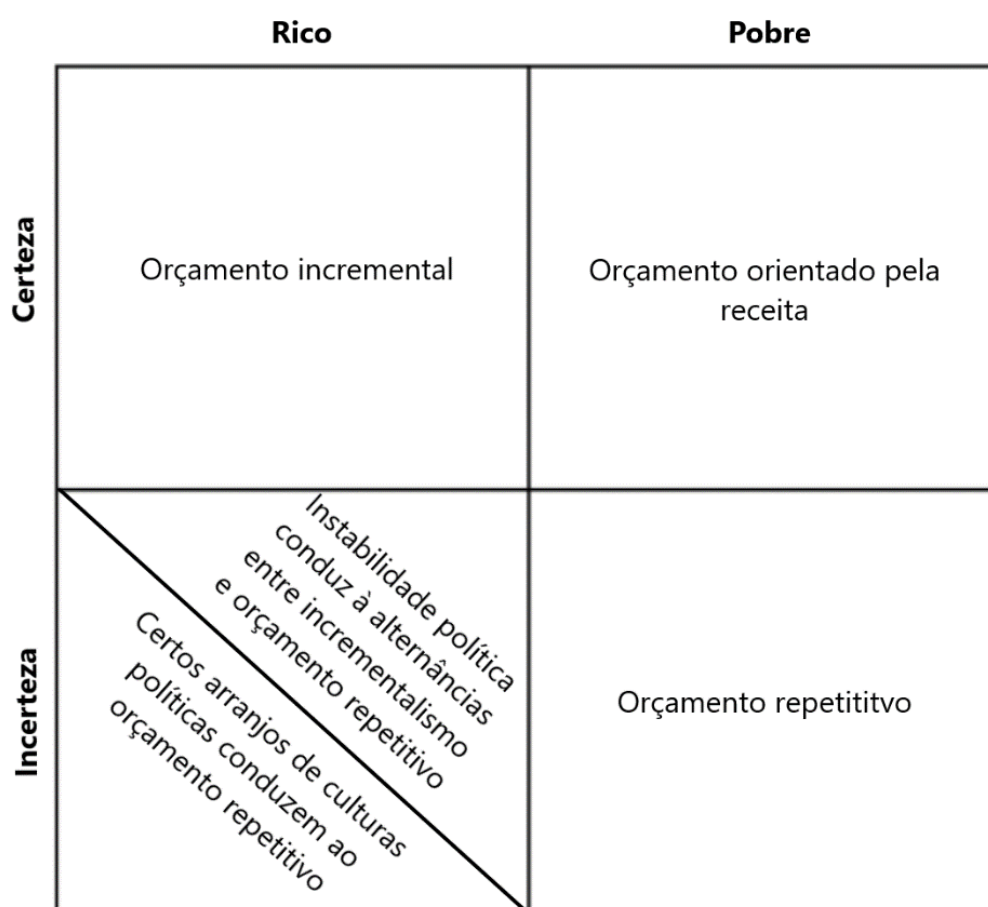 Rico
Pobre
Certeza
Orçamento incremental
Orçamento orientado pela
receita
Incerteza
Instabilidade política
conduz à alternâncias
entre incrementalismo
e orçamento repetitivo
Certos arranjos de culturas
políticas conduzem ao
orçamento repetitivo
Orçamento repetititvo